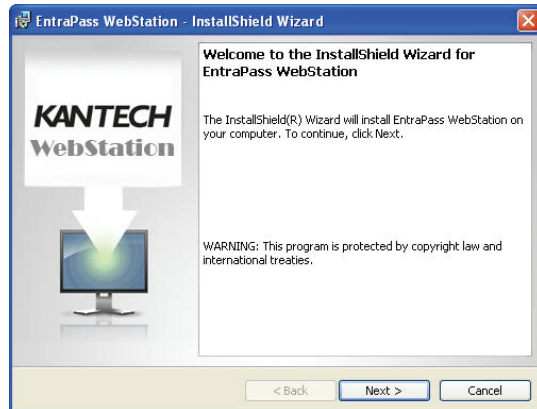 EntraPass WebStation - InstallShield Wizard
Welcome to the InstallShield Wizard for
EntraPass WebStation
KANTECH
WebStation
The InstallShield(R) Wizard will install EntraPass WebStation on
your computer. To continue, click Next.
WARNING: This program is protected by copyright law and
international treaties.
< Back
Next >
Cancel